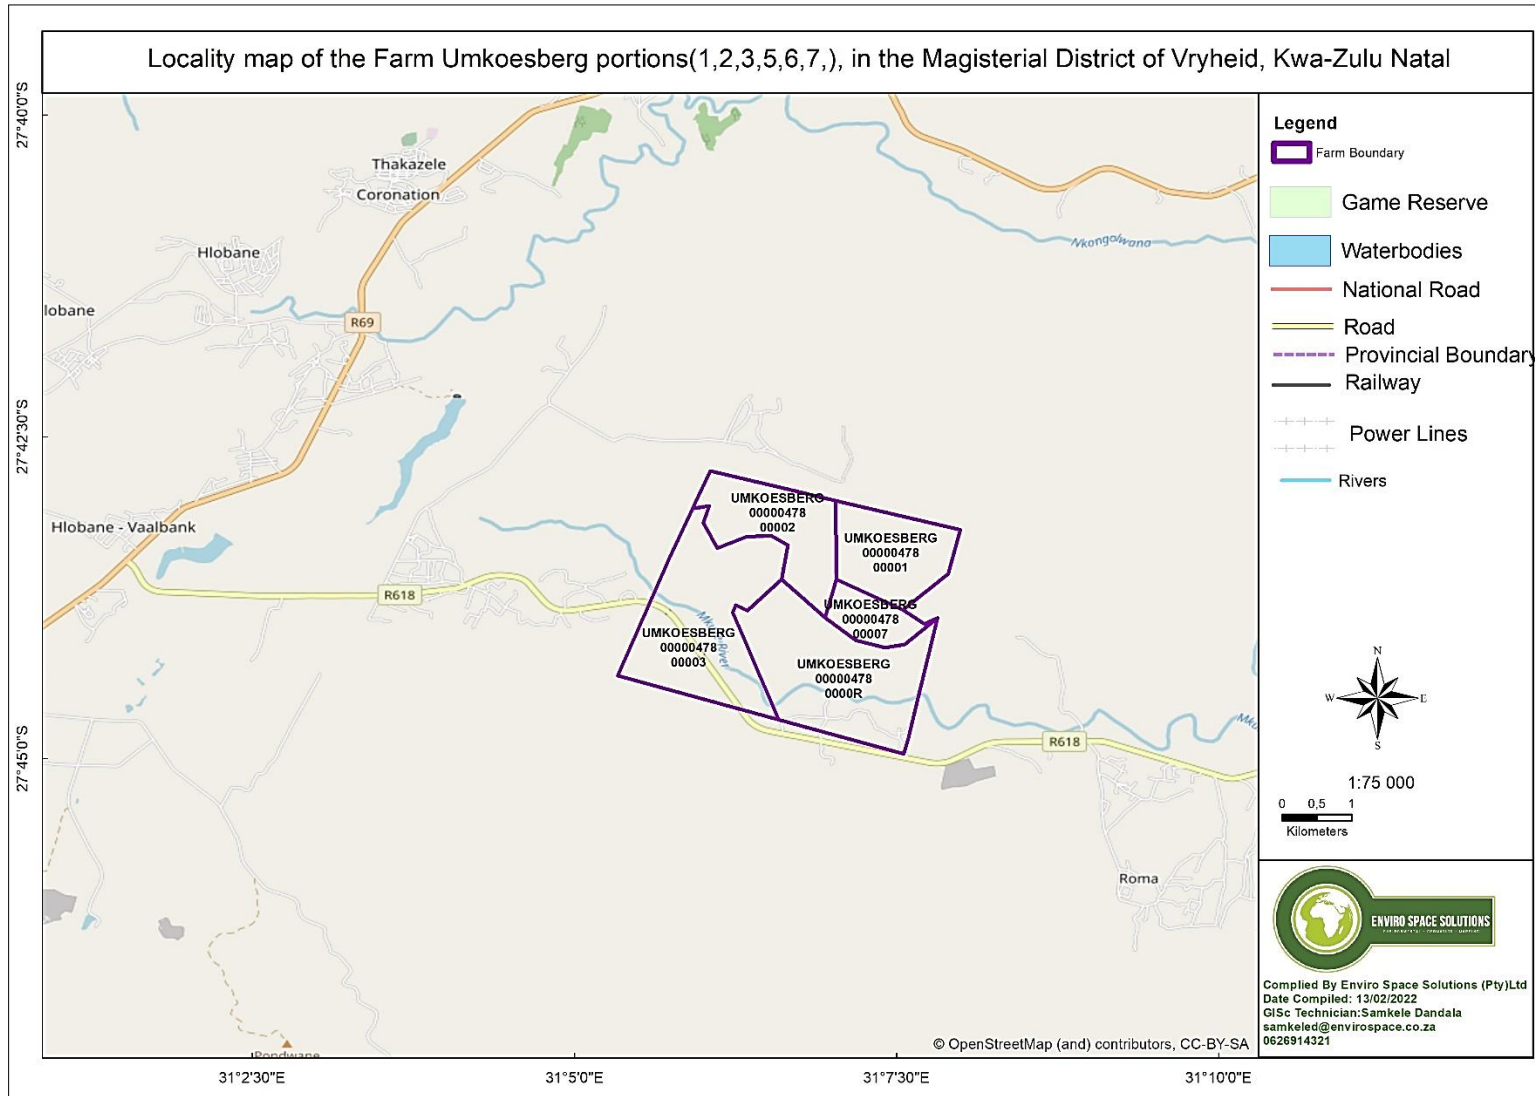 Locality map of the Farm Umkoesberg portions(1,2,3,5,6,7,), in the Magisterial District of Vryheid, Kwa-Zulu Natal
27°40'0"S
27°42'30"S
27°45'0"S
Thakazele
Coronation
Hlobane
lobane
R69
Nkongolwana
Hlobane - Vaalbank
R618
UMKOESBERG
00000478
00002
UMKOESBERG
00000478
00001
UMKOESBERG
00000478
00007
UMKOESBERG
00000478
00003
UMKOESBERG
00000478
0000R
River
R618
Roma
Pondwane
© OpenStreetMap (and) contributors, CC-BY-SA
31°2'30"E
31°5'0"E
31°7'30"E
31°10'0"E
Legend
Farm Boundary
Game Reserve
Waterbodies
National Road
Road
Provincial Boundary
Railway
Power Lines
Rivers
N
W
E
S
1:75 000
0 0,5 1
Kilometers
ENVIRO SPACE SOLUTIONS
Complied By Enviro Space Solutions (Pty)Ltd
Date Compiled: 13/02/2022
GISc Technician:Samkele Dandala
samkeled@envirospace.co.za
0626914321